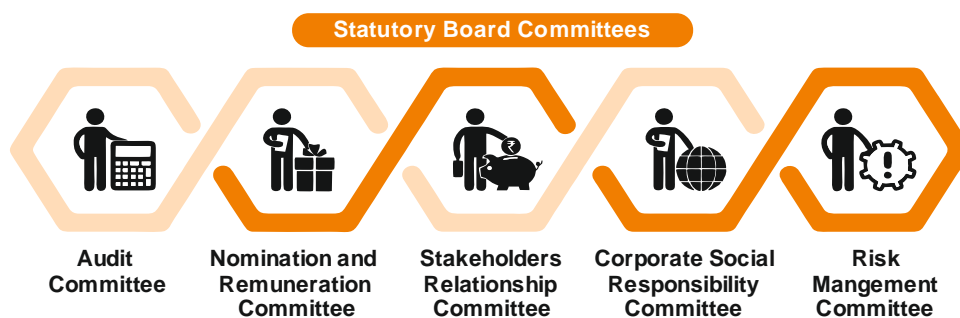 Statutory Board Committees
₹
Audit
Committee
Nomination and
Remuneration
Committee
Stakeholders
Relationship
Committee
Corporate Social
Responsibility
Committee
Risk
Mangement
Committee